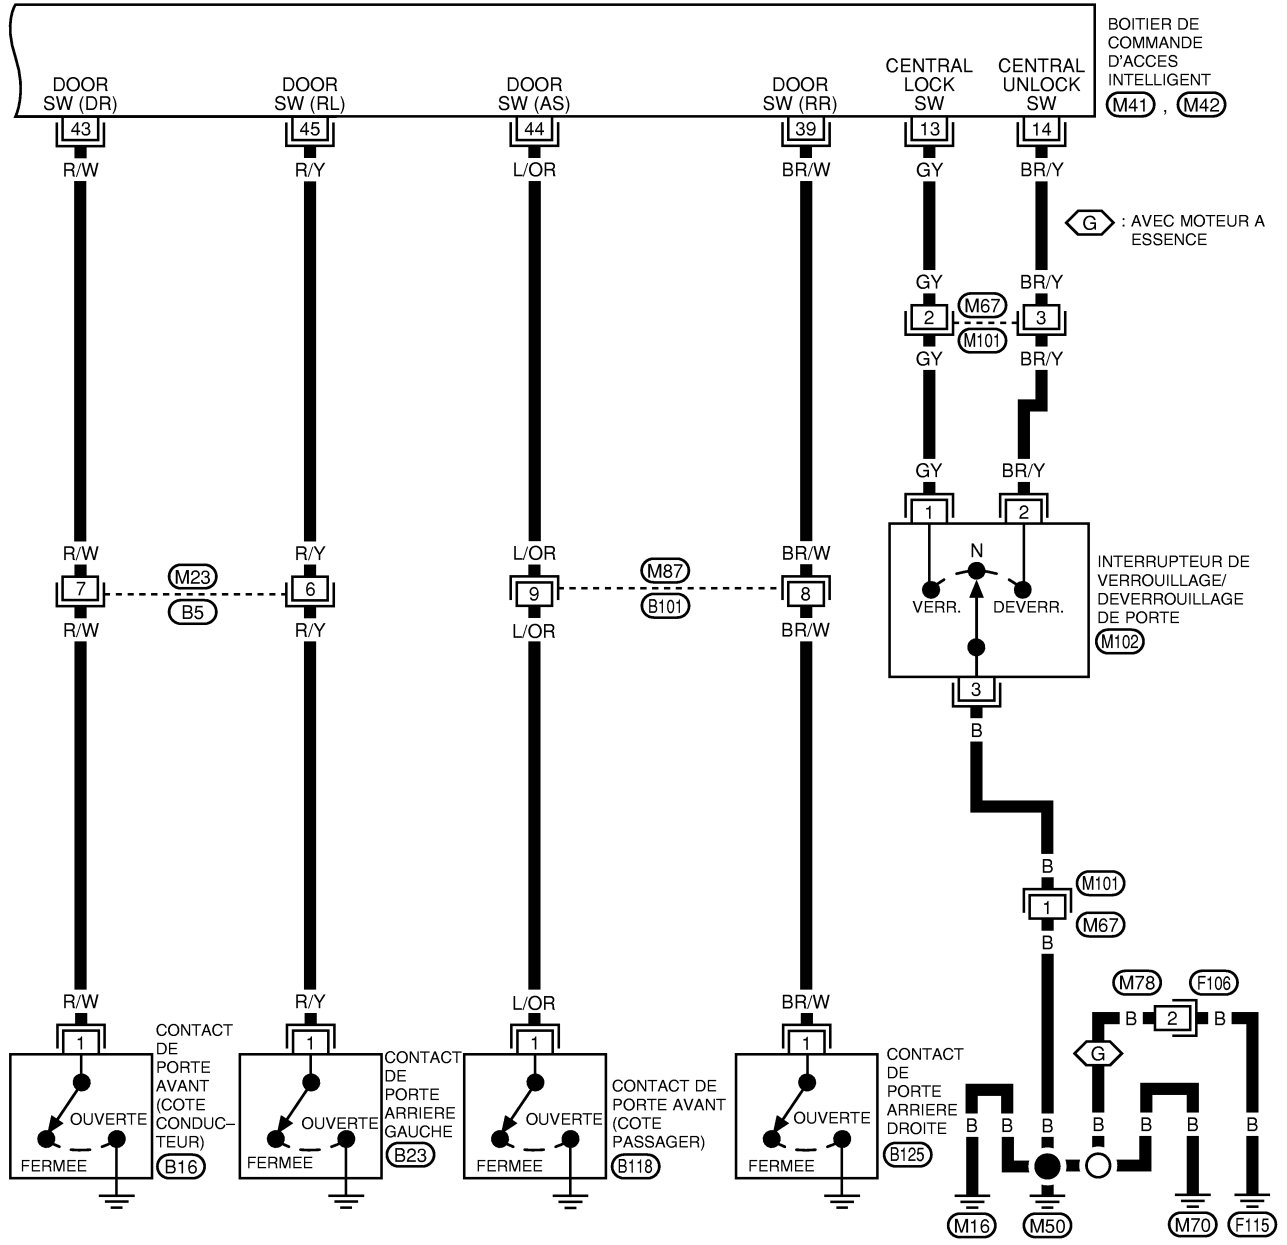 BOITIER DE
COMMANDE
D'ACCES
INTELLIGENT
M41 , M42
DOOR
SW (DR)
DOOR
SW (RL)
DOOR
SW (AS)
DOOR
SW (RR)
CENTRAL
LOCK
SW
CENTRAL
UNLOCK
SW
43 45 44 39 13 14
R/W R/Y L/OR BR/W GY BR/Y
G : AVEC MOTEUR A
ESSENCE
GY BR/Y
2 M67 3
M101
GY BR/Y
GY BR/Y
1 2
N
VERR. DEVERR.
INTERRUPTEUR DE
VERROUILLAGE/
DEVERROUILLAGE
DE PORTE
M102
3
B
R/W R/Y L/OR BR/W
7 M23 6 9 M87 8
B5 B101
R/W R/Y L/OR BR/W
B
M101
1
M67
B
R/W R/Y L/OR BR/W
1 1 1 1
OUVERTE
FERMEE
CONTACT
DE
PORTE
AVANT
(COTE
CONDUC–
TEUR)
B16
OUVERTE
FERMEE
CONTACT
DE
PORTE
ARRIERE
GAUCHE
B23
OUVERTE
FERMEE
CONTACT DE
PORTE AVANT
(COTE
PASSAGER)
B118
OUVERTE
FERMEE
CONTACT
DE
PORTE
ARRIERE
DROITE
B125
M78 F106
B 2 B
G
B B B B B B B
M16 M50 M70 F115